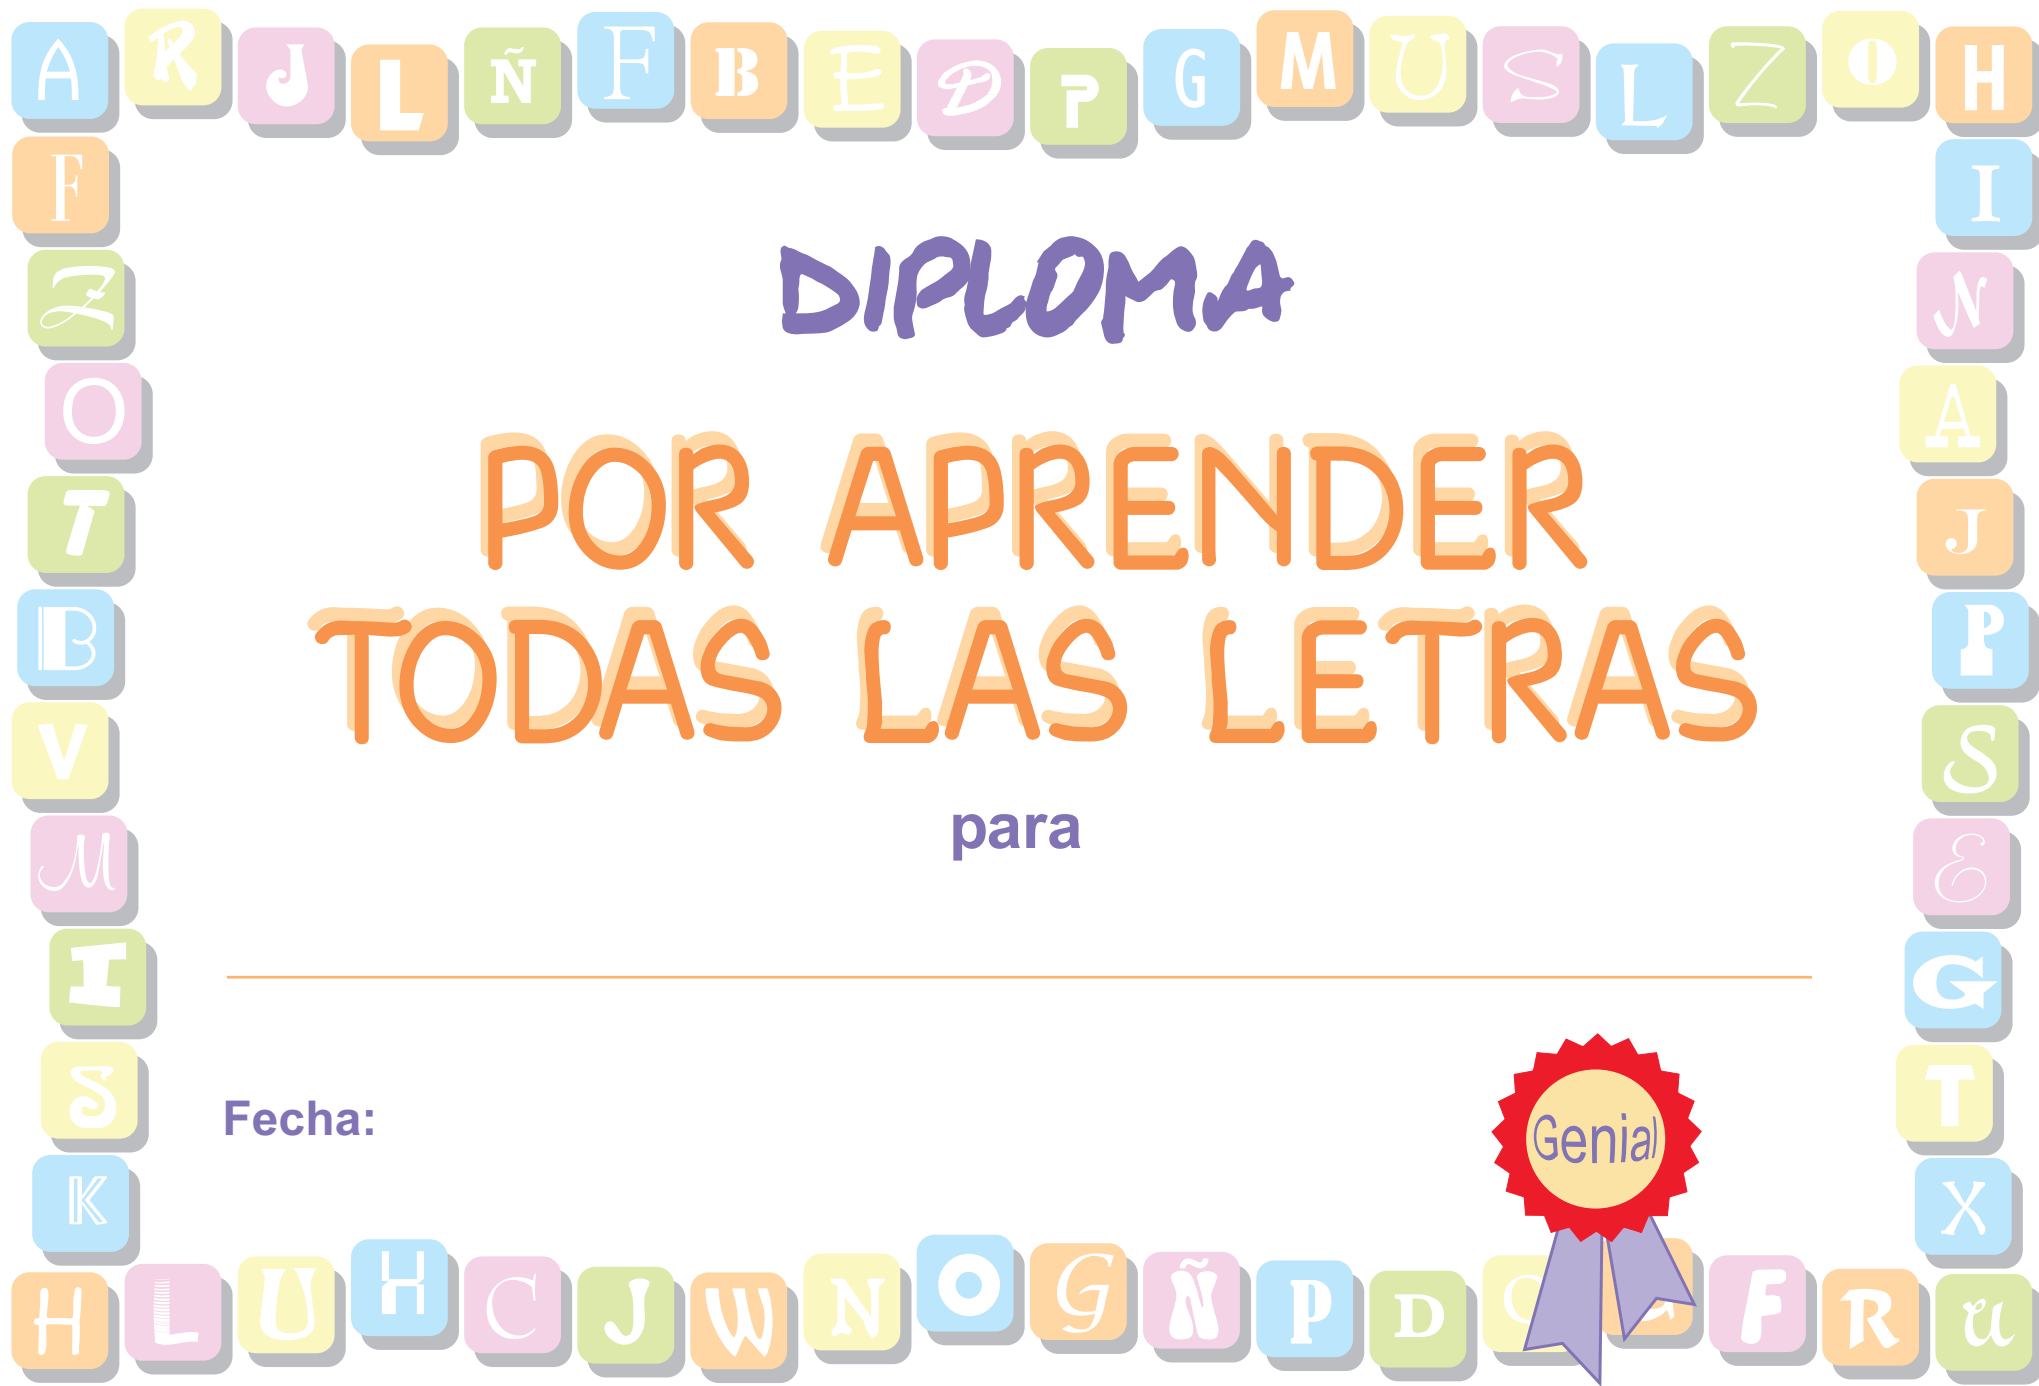 A R J L Ñ F B E D P G M U S L Z O H
F I
Z N
O A
T J
B P
V S
M E
I G
S T
K X
DIPLOMA
POR APRENDER
TODAS LAS LETRAS
para
Fecha:
Genial
H L U H C J W N O G Ñ P D F R U